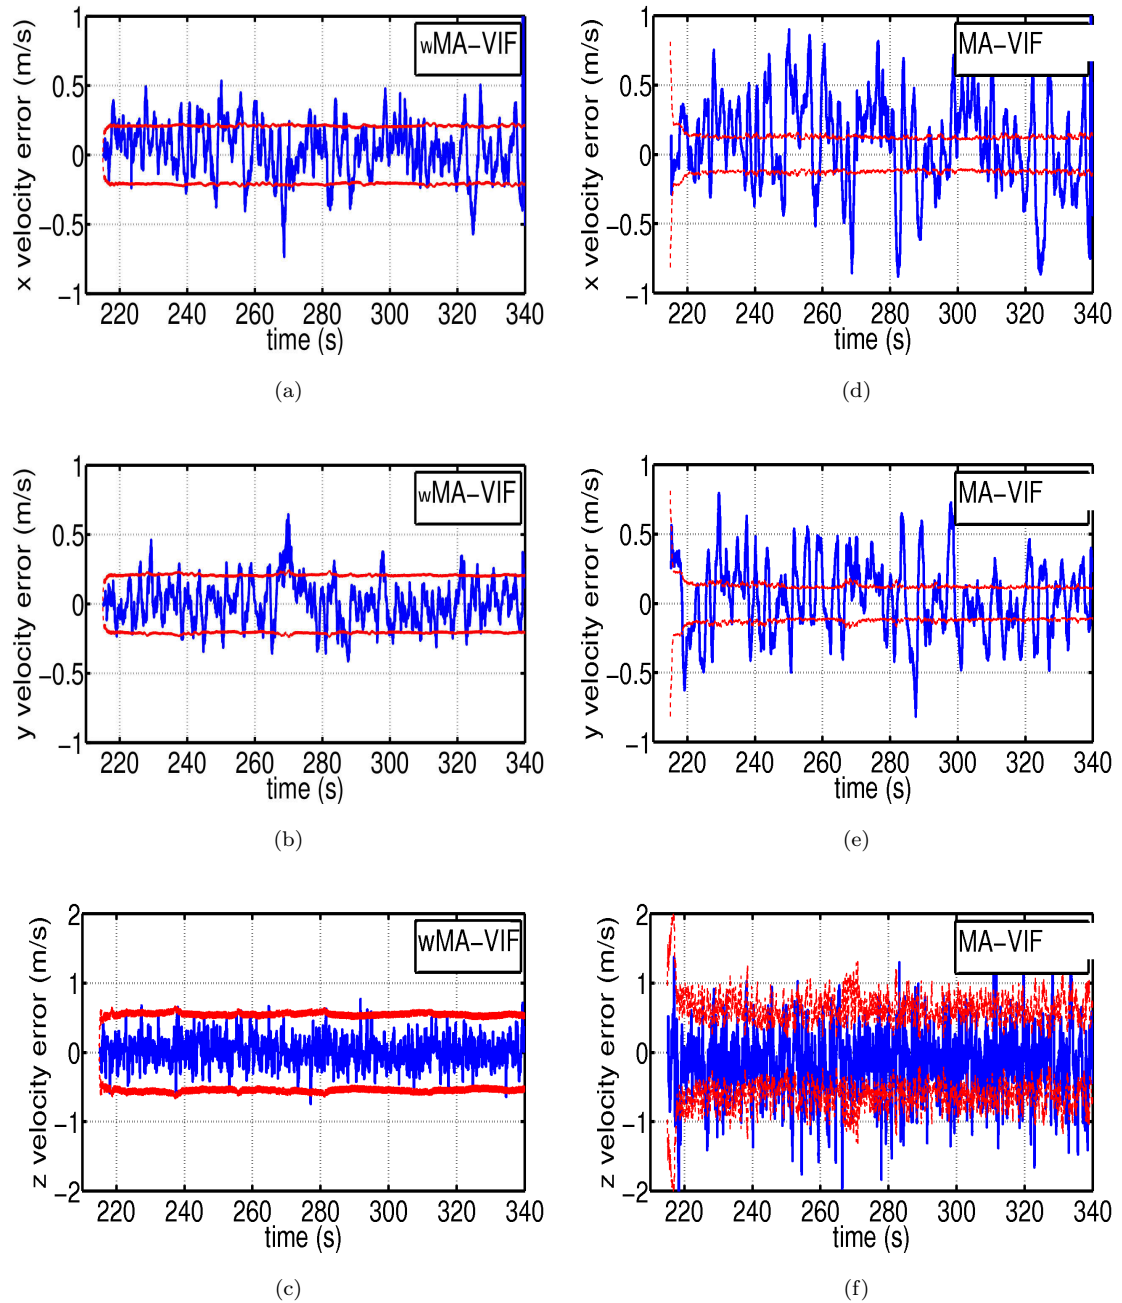 1
0.5
0
−0.5
−1
x velocity error (m/s)
wMA−VIF
220 240 260 280 300 320 340
time (s)
(a)
1
0.5
0
−0.5
−1
x velocity error (m/s)
MA−VIF
220 240 260 280 300 320 340
time (s)
(d)
1
0.5
0
−0.5
−1
y velocity error (m/s)
wMA−VIF
220 240 260 280 300 320 340
time (s)
(b)
1
0.5
0
−0.5
−1
y velocity error (m/s)
MA−VIF
220 240 260 280 300 320 340
time (s)
(e)
2
1
0
−1
−2
z velocity error (m/s)
wMA−VIF
220 240 260 280 300 320 340
time (s)
(c)
2
1
0
−1
−2
z velocity error (m/s)
MA−VIF
220 240 260 280 300 320 340
time (s)
(f)